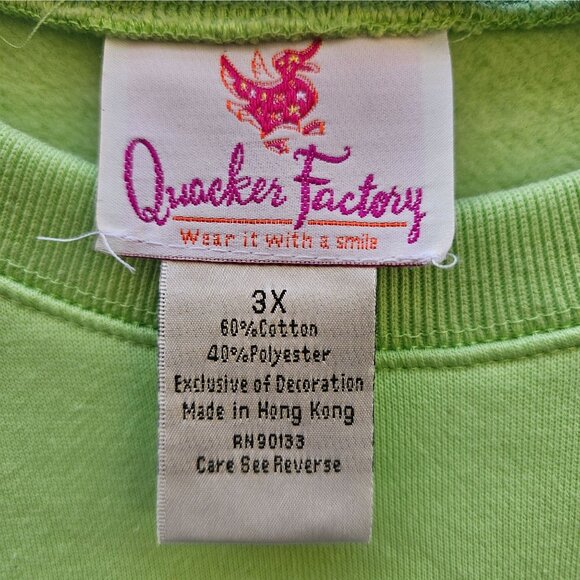 Quacker Factory
Wear it with a smile
3X
60%Cotton
40%Polyester
Exclusive of Decoration
Made in Hong Kong
RN90133
Care See Reverse